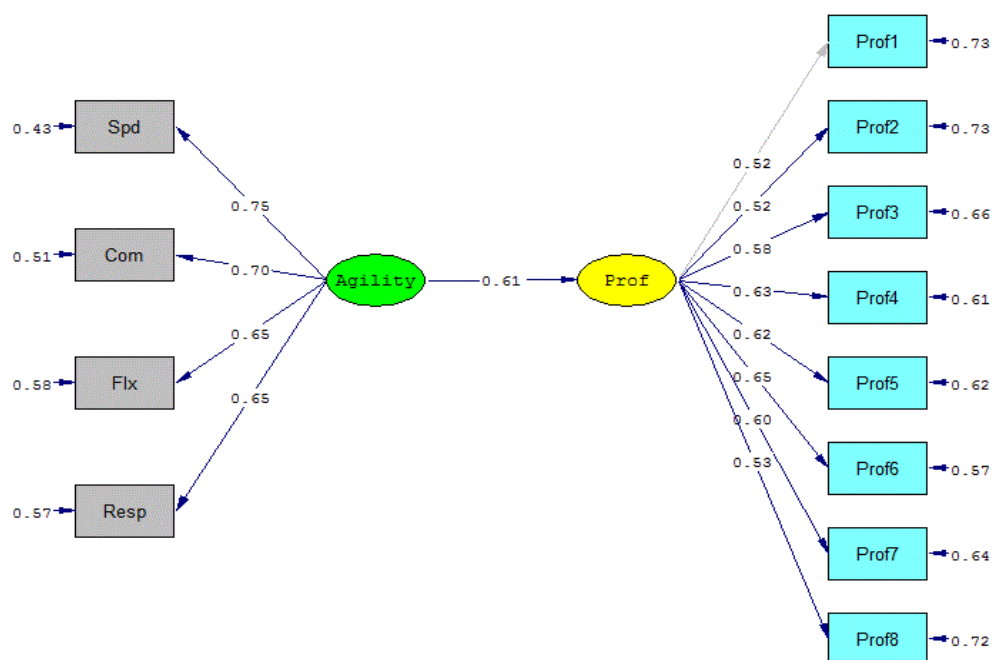 Prof1
0.73
0.43
Spd
Prof2
0.73
0.52
0.75
0.52
Prof3
0.66
0.51
Com
0.70
0.58
Agility
0.61
Prof
0.63
Prof4
0.61
0.65
0.62
0.58
Flx
Prof5
0.62
0.65
0.65
0.60
0.53
Prof6
0.57
0.57
Resp
Prof7
0.64
Prof8
0.72